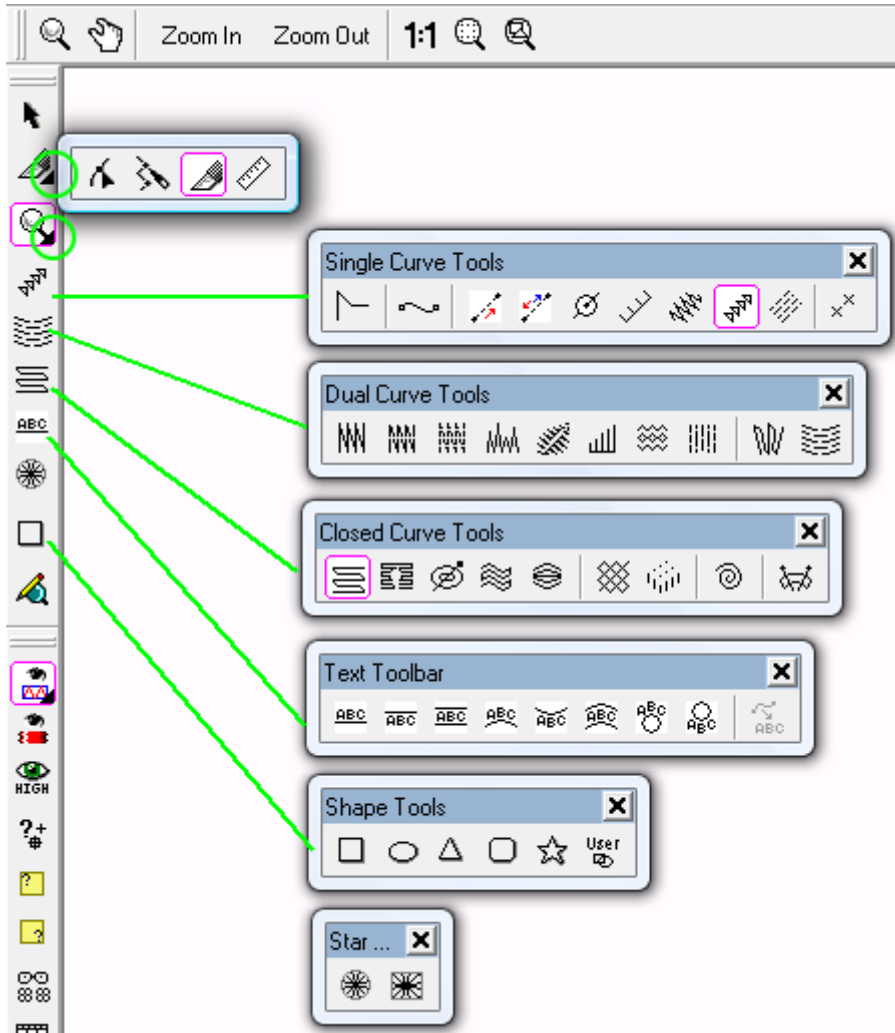 Zoom In Zoom Out 1:1
Single Curve Tools
Dual Curve Tools
ABC
Closed Curve Tools
Text Toolbar
ABC ABC ABC ABC ABC ABC ABC ABC ABC
HIGH
Shape Tools
?+
User
?
?
Star ...